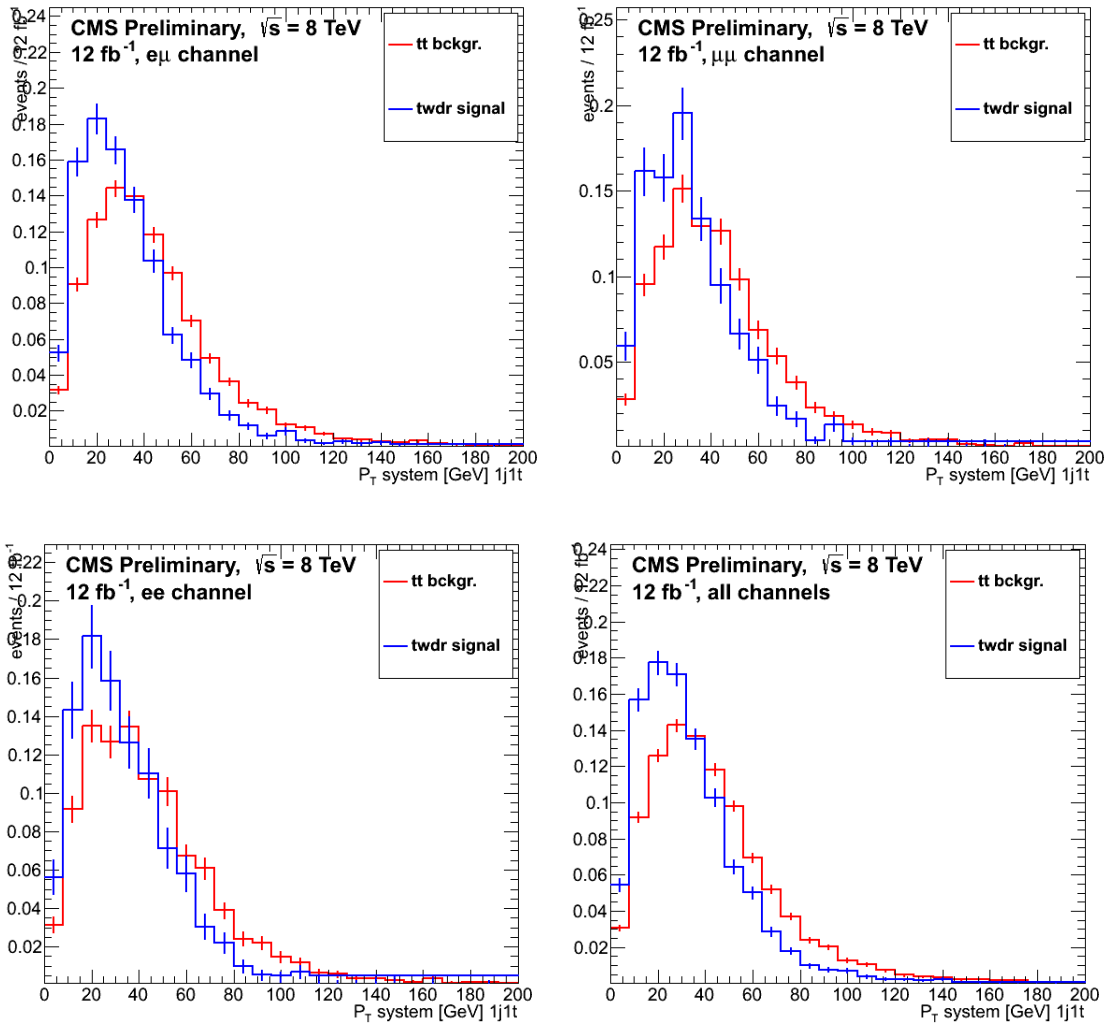 CMS Preliminary, √s = 8 TeV
12 fb⁻¹, eμ channel
tt bckgr.
twdr signal
events / 12 fb⁻¹
0.24
0.2
0.18
0.16
0.14
0.12
0.1
0.08
0.06
0.04
0.02
0 20 40 60 80 100 120 140 160 180 200
P_T system [GeV] 1j1t
CMS Preliminary, √s = 8 TeV
12 fb⁻¹, μμ channel
tt bckgr.
twdr signal
events / 12 fb⁻¹
0.25
0.2
0.15
0.1
0.05
0 20 40 60 80 100 120 140 160 180 200
P_T system [GeV] 1j1t
CMS Preliminary, √s = 8 TeV
12 fb⁻¹, ee channel
tt bckgr.
twdr signal
events / 12 fb⁻¹
0.22
0.2
0.18
0.16
0.14
0.12
0.1
0.08
0.06
0.04
0.02
0 20 40 60 80 100 120 140 160 180 200
P_T system [GeV] 1j1t
CMS Preliminary, √s = 8 TeV
12 fb⁻¹, all channels
tt bckgr.
twdr signal
events / 12 fb⁻¹
0.24
0.2
0.18
0.16
0.14
0.12
0.1
0.08
0.06
0.04
0.02
0 20 40 60 80 100 120 140 160 180 200
P_T system [GeV] 1j1t